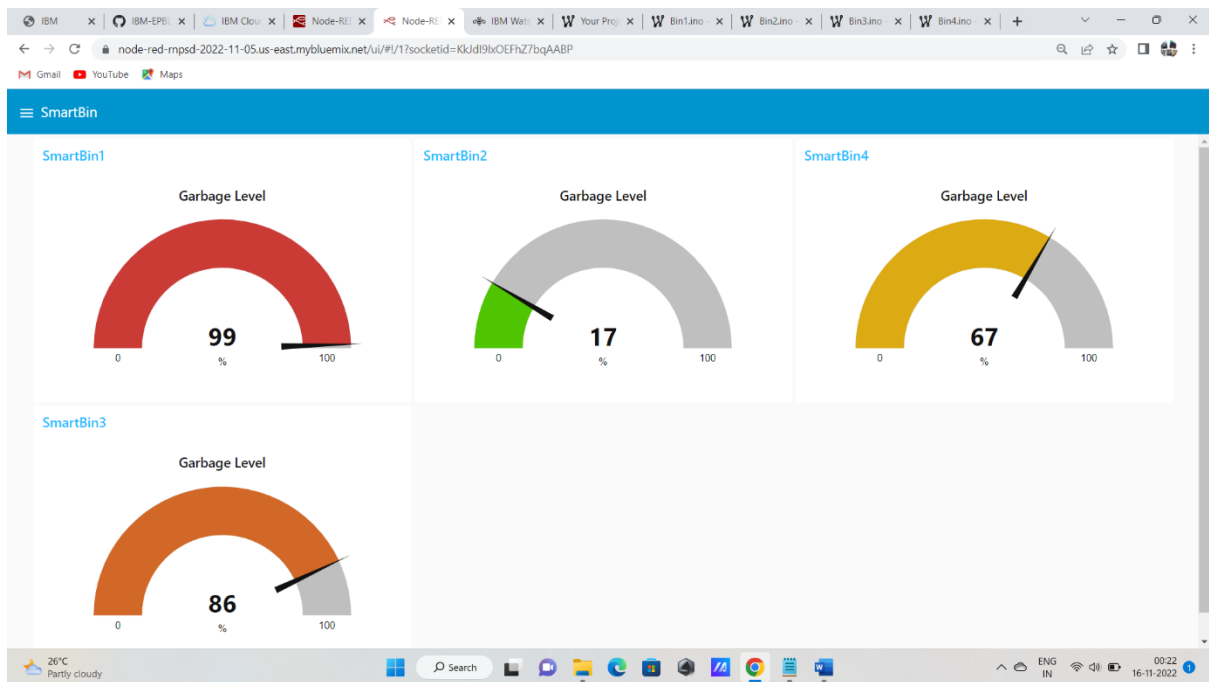 IBM
IBM-EPBL
IBM Clou
Node-RE
Node-RE
IBM Wats
Your Proj
Bin1.ino -
Bin2.ino -
Bin3.ino -
Bin4.ino -
node-red-rnpsd-2022-11-05.us-east.mybluemix.net/ui/#!/1?socketid=KkJdI9lxOEFhZ7bqAABP
Gmail YouTube Maps
SmartBin
SmartBin1
Garbage Level
99
%
0
100
SmartBin2
Garbage Level
17
%
0
100
SmartBin4
Garbage Level
67
%
0
100
SmartBin3
Garbage Level
86
%
0
100
26°C
Partly cloudy
Search
ENG
IN
00:22
16-11-2022
1